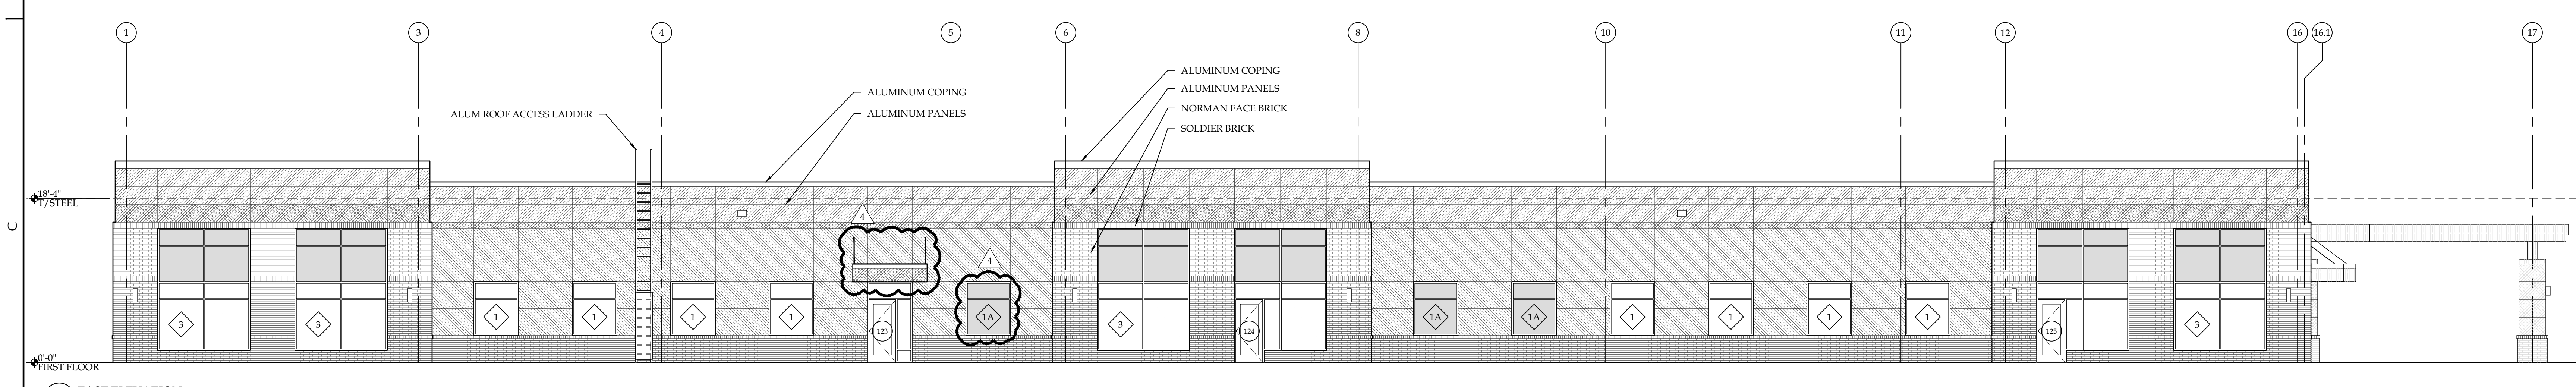 1
3
4
5
6
8
10
11
12
16
16.1
17
ALUMINUM COPING
ALUMINUM PANELS
NORMAN FACE BRICK
SOLDIER BRICK
ALUMINUM COPING
ALUMINUM PANELS
ALUM ROOF ACCESS LADDER
18'-4"
T/STEEL
C
4
4
3
3
1
1
1
1
123
1A
3
124
1A
1A
1
1
1
1
125
3
0'-0"
FIRST FLOOR